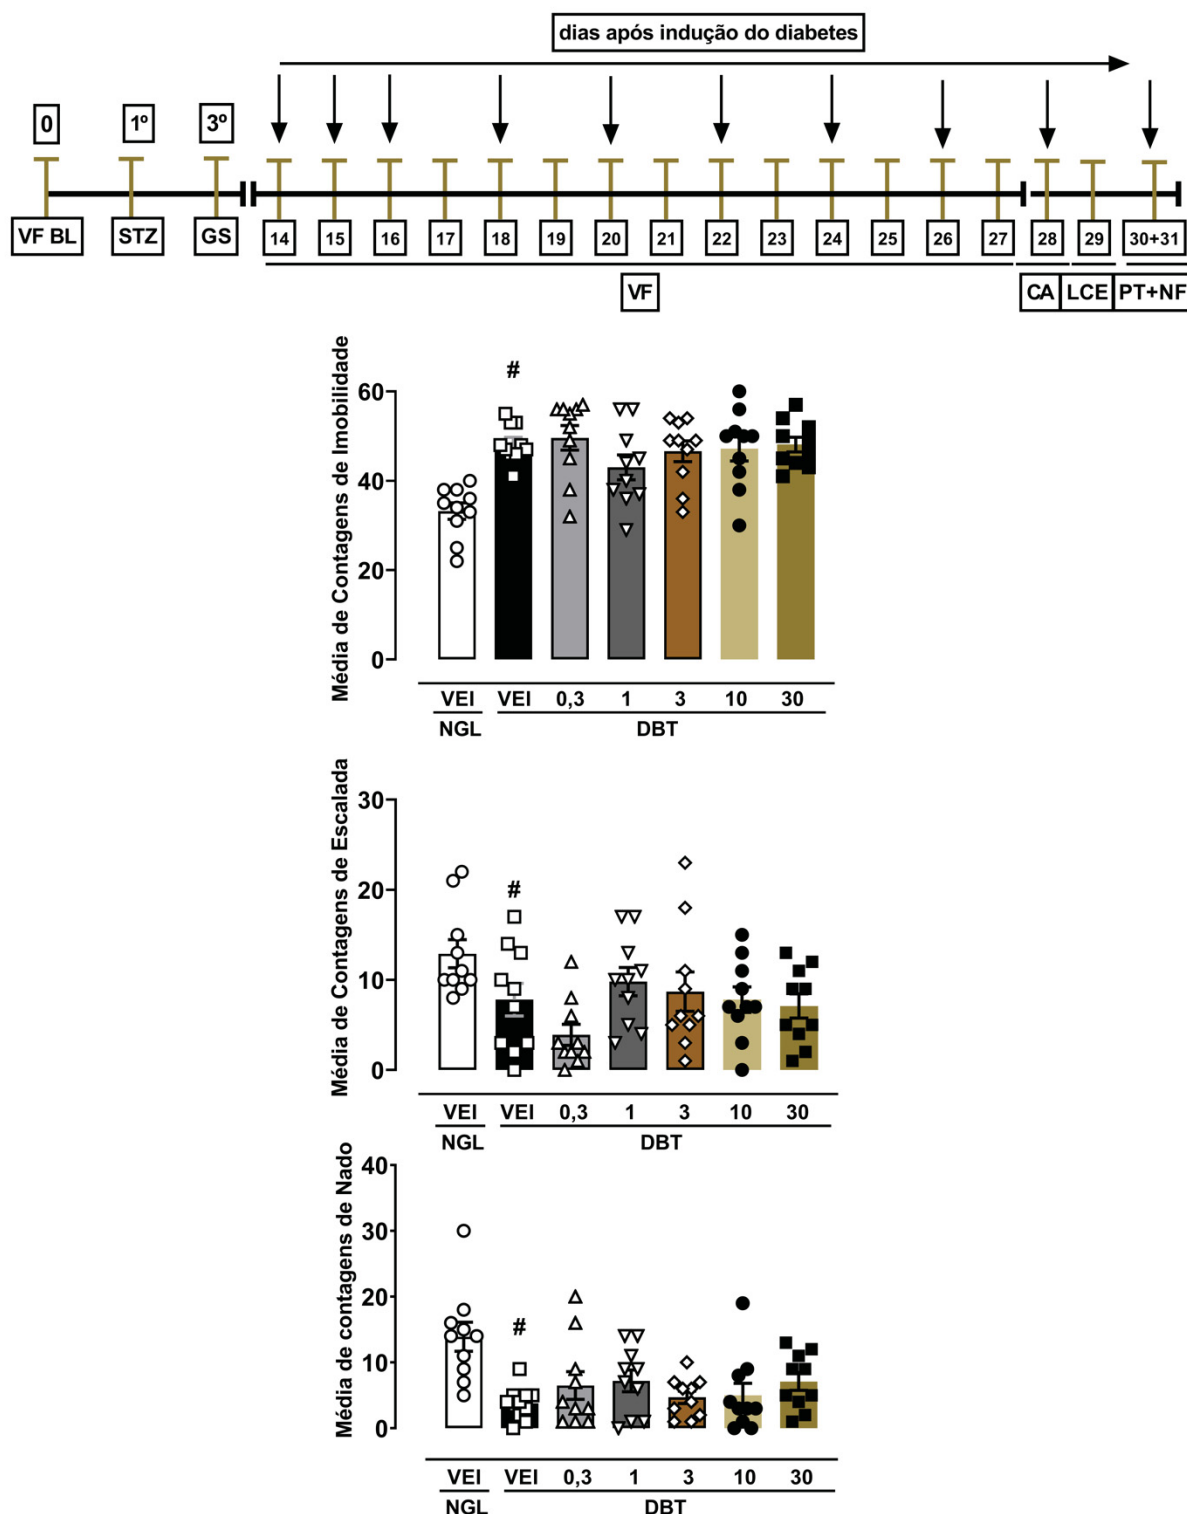 dias após indução do diabetes
0 1º 3º
VF BL STZ GS 14 15 16 17 18 19 20 21 22 23 24 25 26 27 28 29 30+31
VF CA LCE PT+NF
Média de Contagens de Imobilidade
#
60
40
20
0
VEI VEI 0,3 1 3 10 30
NGL DBT
Média de Contagens de Escalada
30
#
20
10
0
VEI VEI 0,3 1 3 10 30
NGL DBT
Média de contagens de Nado
40
30
20
#
10
0
VEI VEI 0,3 1 3 10 30
NGL DBT